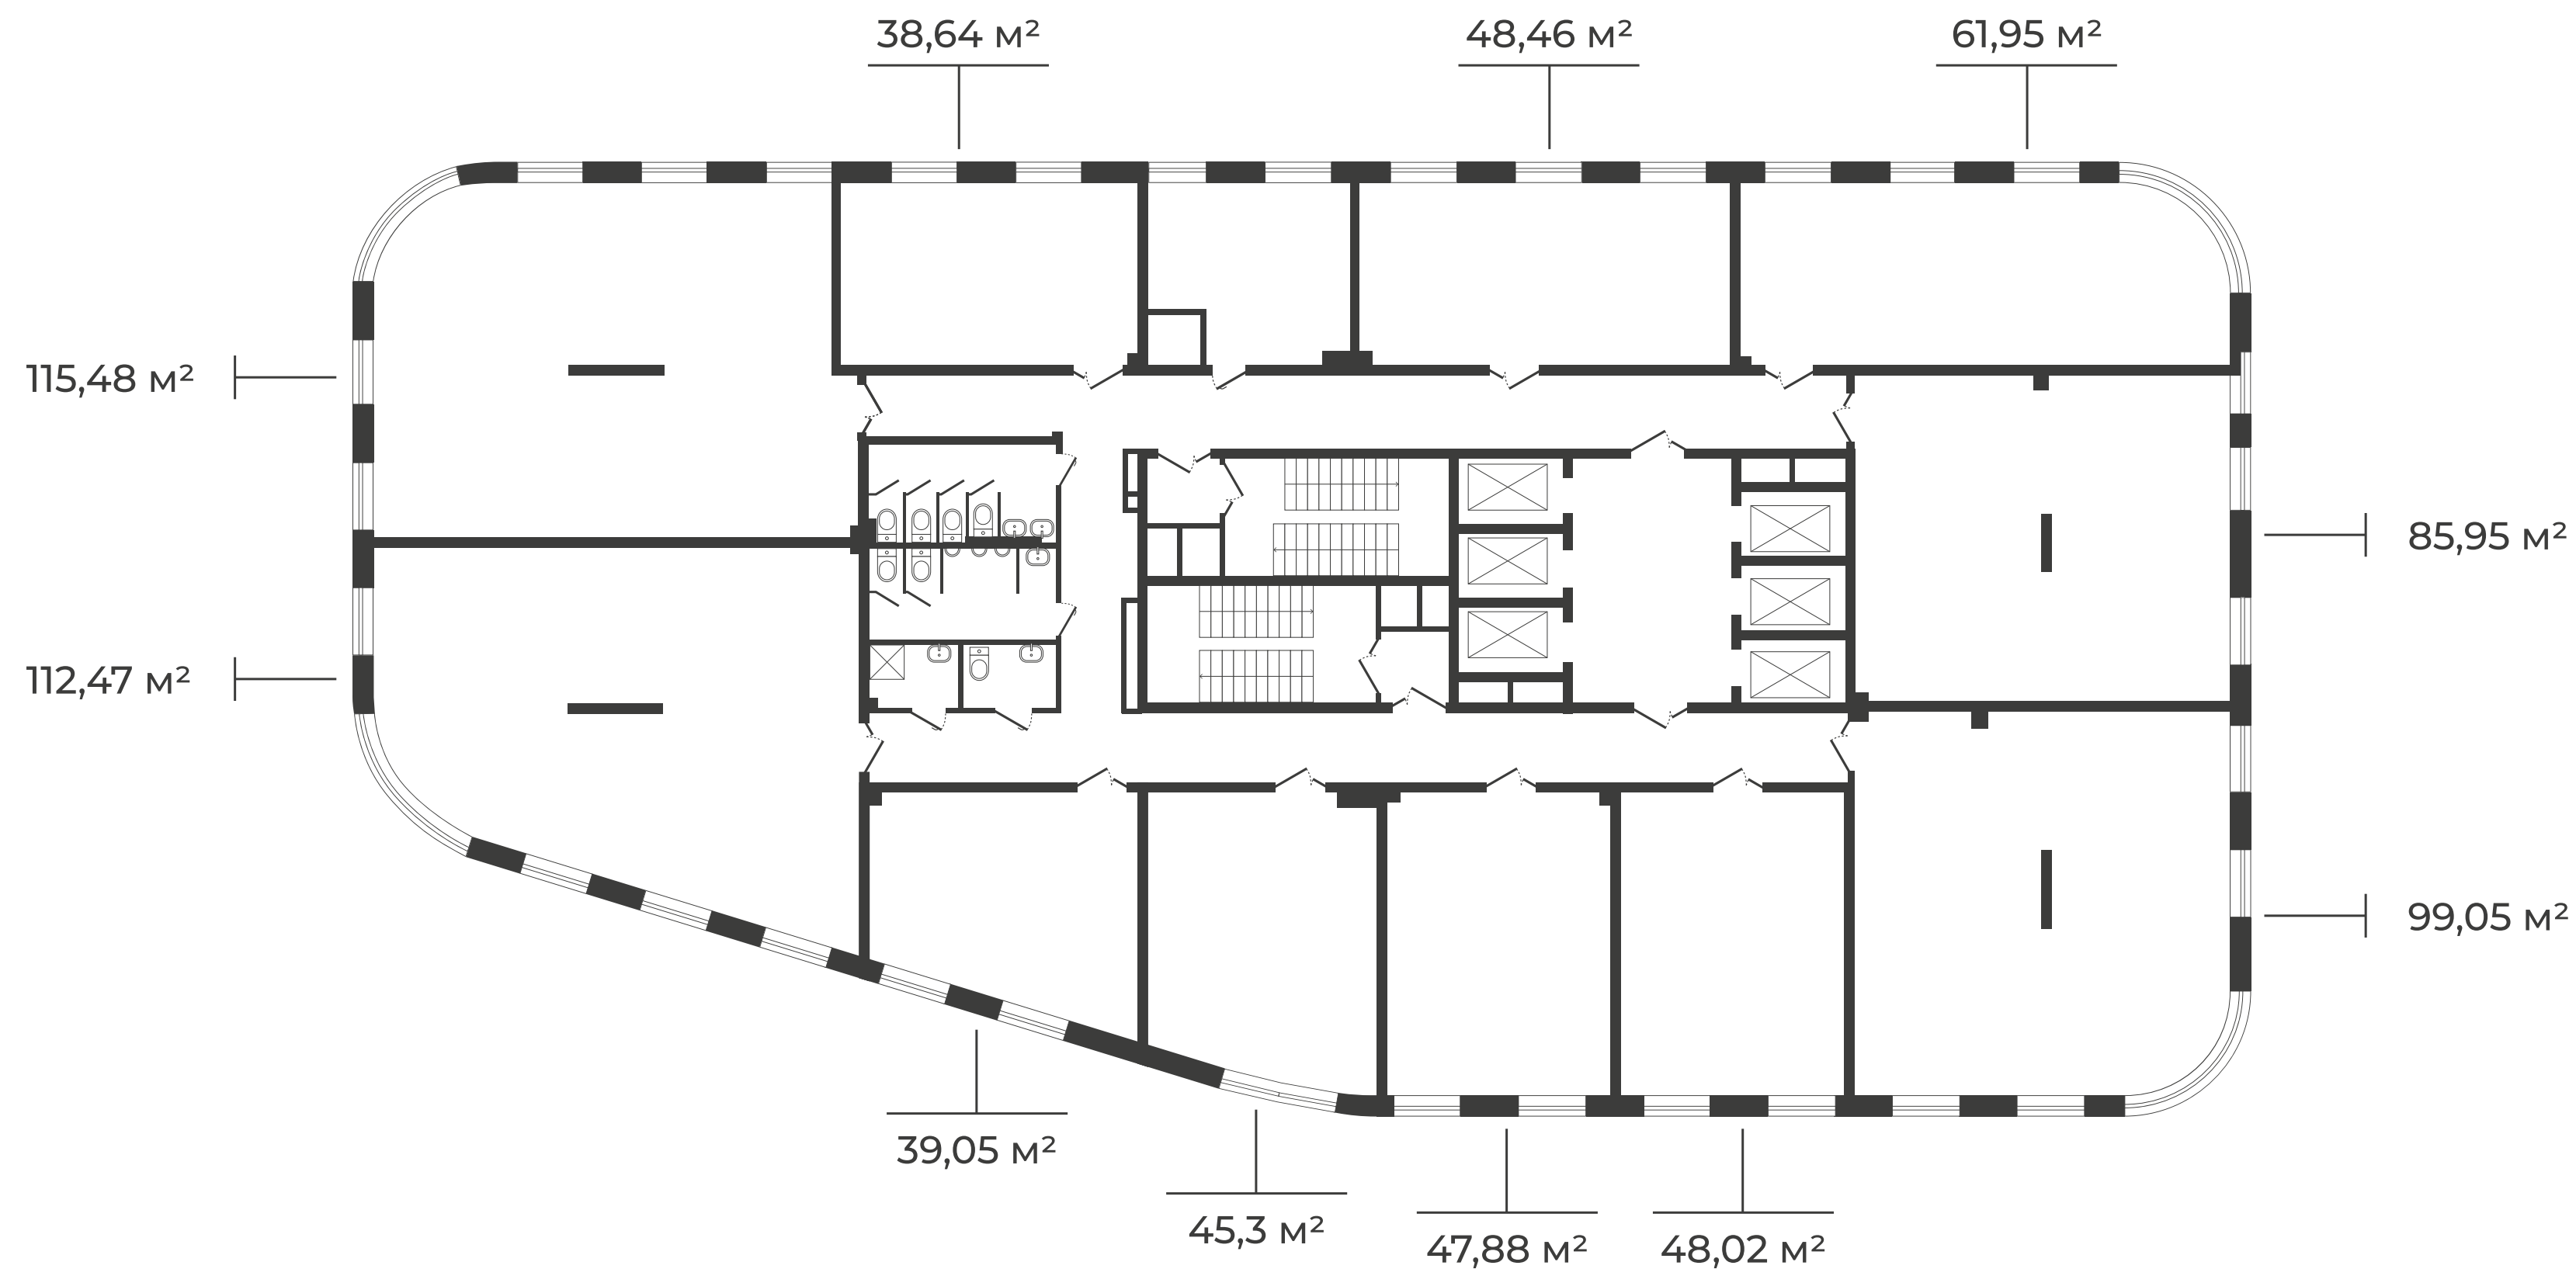 38,64 м²
48,46 м²
61,95 м²
115,48 м²
85,95 м²
112,47 м²
99,05 м²
39,05 м²
45,3 м²
47,88 м²
48,02 м²